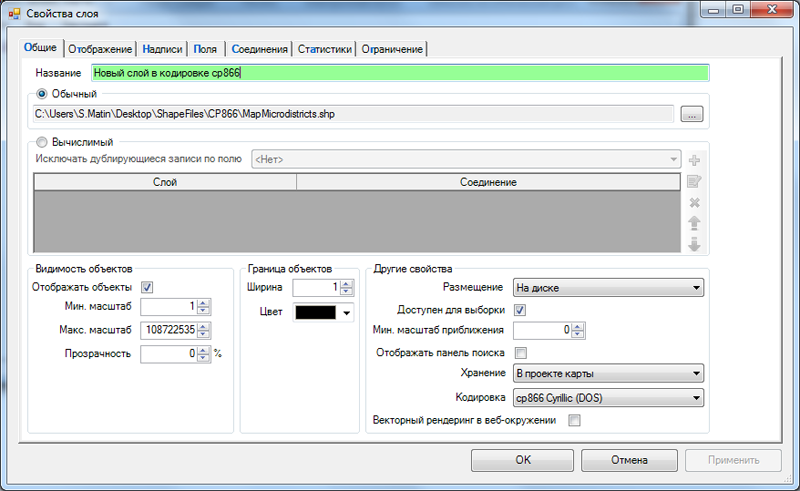 Свойства слоя
Общие Отображение Надписи Поля Соединения Статистики Ограничение
Название Новый слой в кодировке cp866
Обычный
C:\Users\S.Matin\Desktop\ShapeFiles\CP866\MapMicrodistricts.shp ...
Вычислимый
Исключать дублирующиеся записи по полю <Нет>
Слой Соединение
Видимость объектов Граница объектов Другие свойства
Отображать объекты Ширина 1 Размещение На диске
Мин. масштаб 1 Цвет Доступен для выборки
Макс. масштаб 108722535 Мин. масштаб приближения 0
Прозрачность 0 % Отображать панель поиска
Хранение В проекте карты
Кодировка cp866 Cyrillic (DOS)
Векторный рендеринг в веб-окружении
OK Отмена Применить